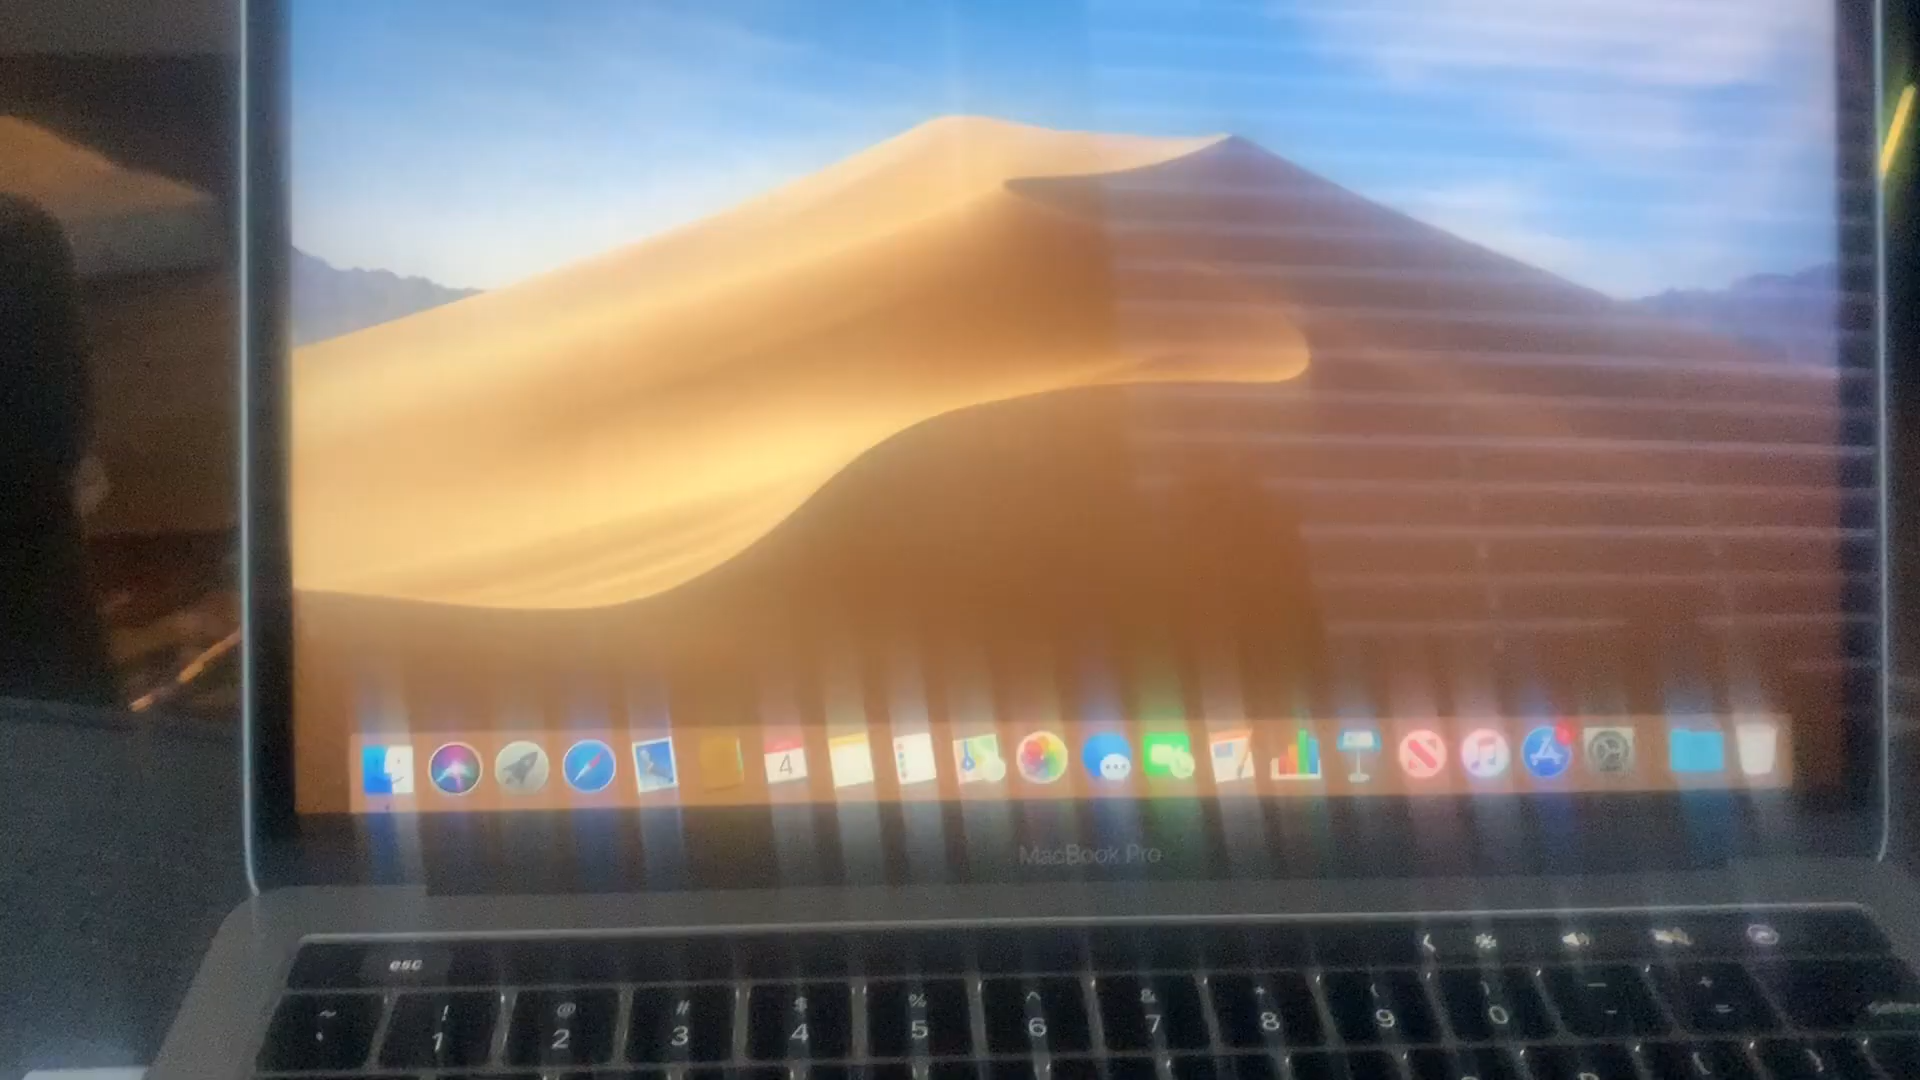 4
MacBook Pro
esc
~ ! @ # $ % ^ & * ( ) — +
` 1 2 3 4 5 6 7 8 9 0 - =